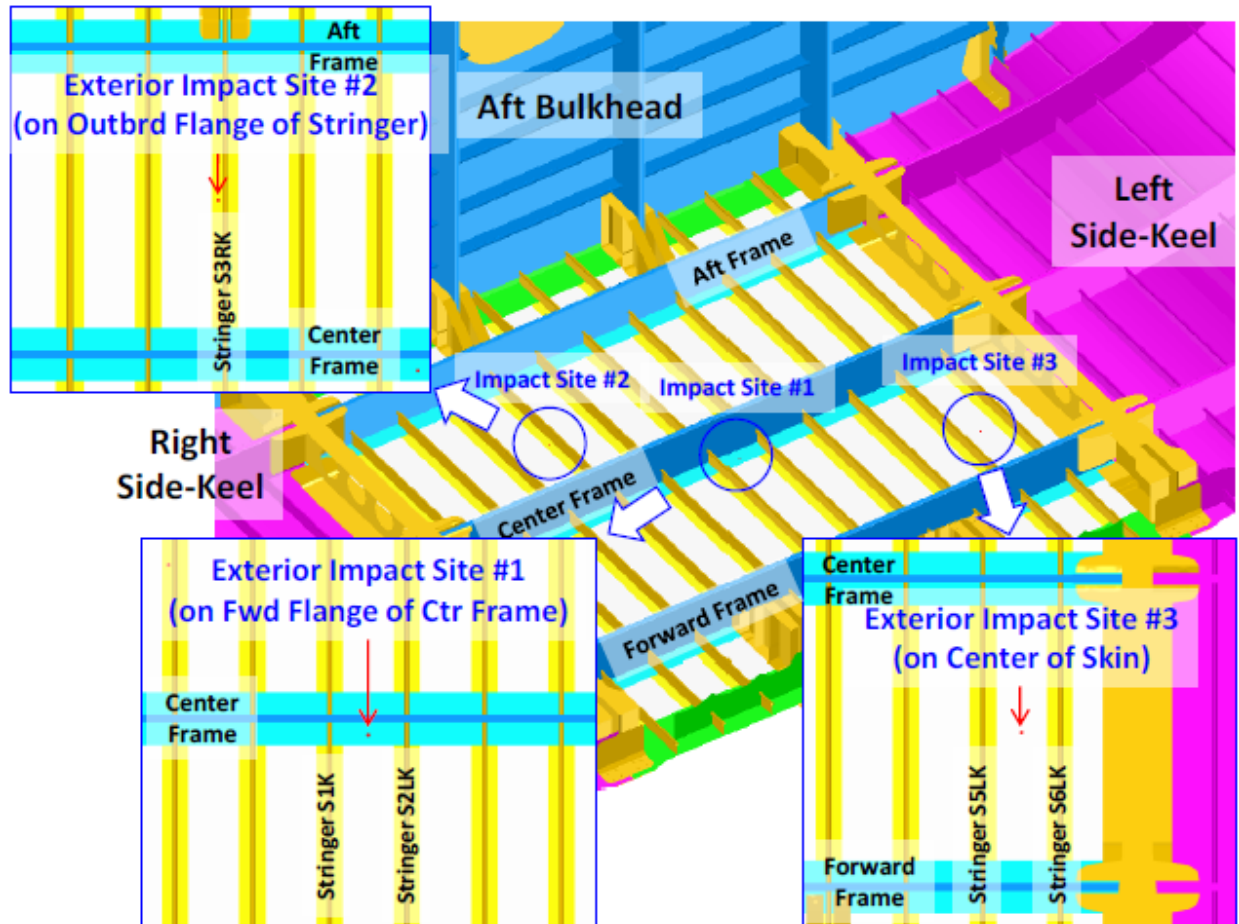 Aft
Frame
Exterior Impact Site #2
(on Outbrd Flange of Stringer)
Stringer S3RK
Center
Frame
Aft Bulkhead
Left
Side-Keel
Aft Frame
Impact Site #2
Impact Site #1
Impact Site #3
Right
Side-Keel
Center Frame
Forward Frame
Exterior Impact Site #1
(on Fwd Flange of Ctr Frame)
Center
Frame
Stringer S1K
Stringer S2LK
Center
Frame
Exterior Impact Site #3
(on Center of Skin)
Stringer S5LK
Stringer S6LK
Forward
Frame